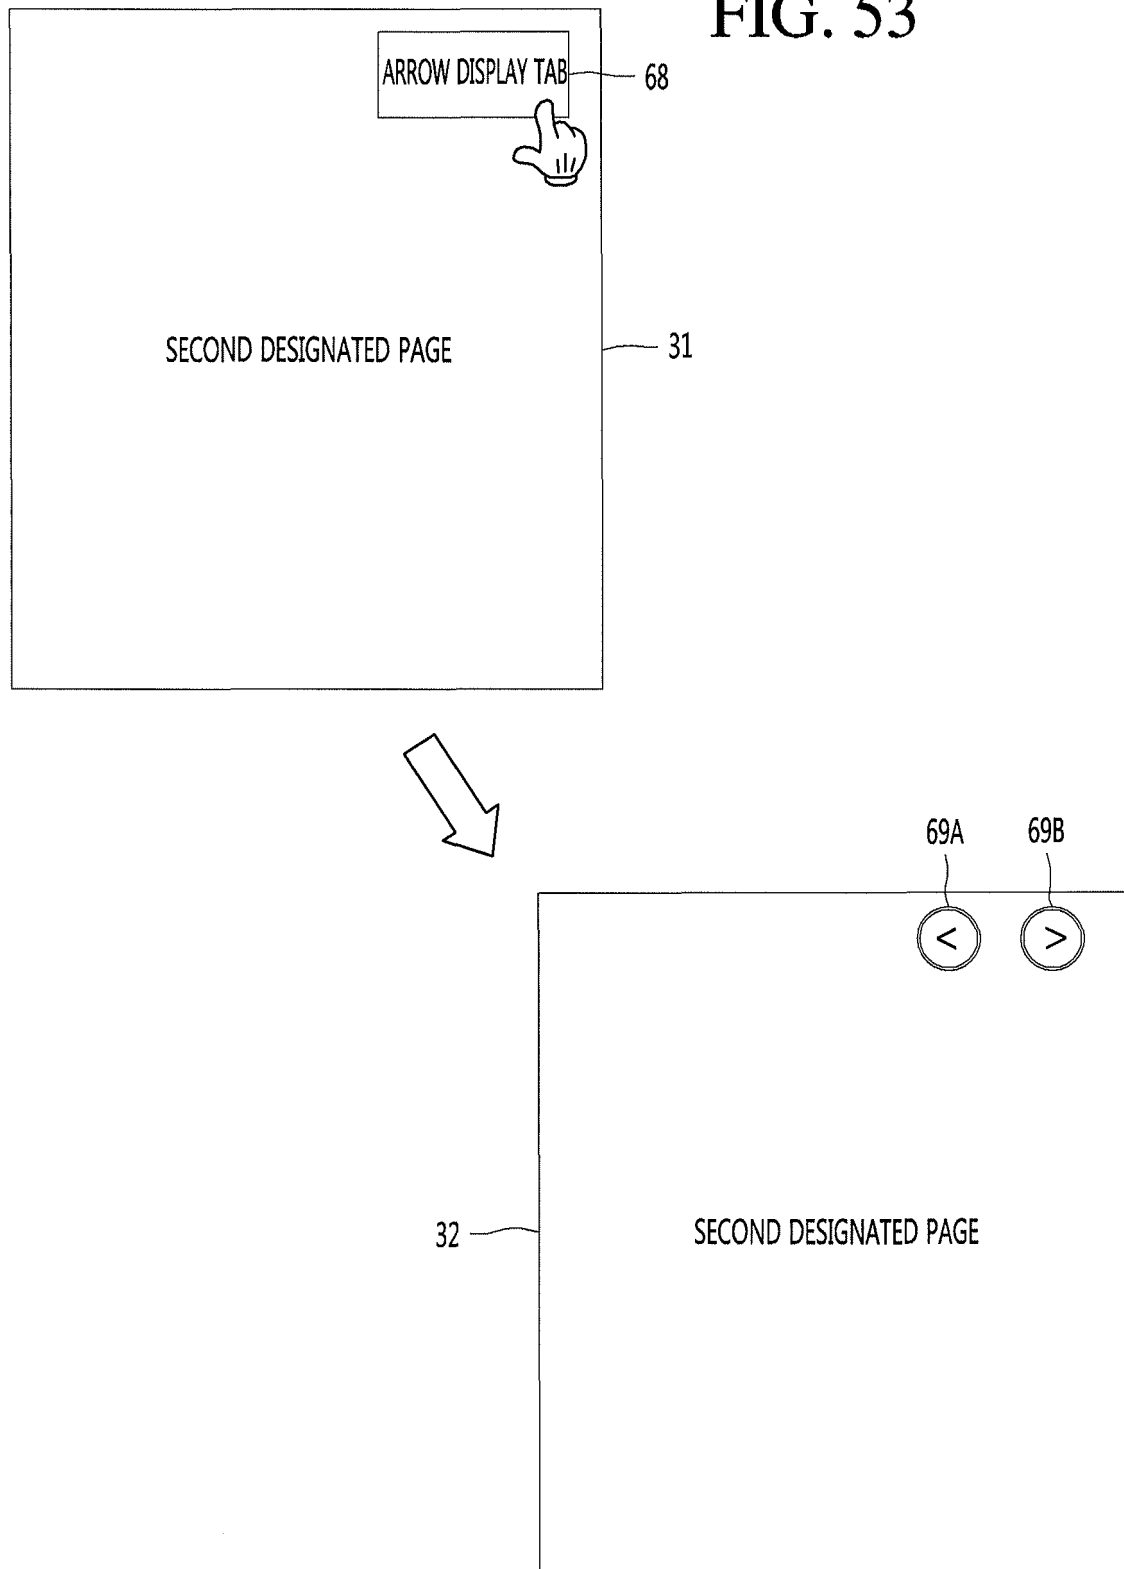 FIG. 53
ARROW DISPLAY TAB
68
SECOND DESIGNATED PAGE
31
69A
69B
<
>
32
SECOND DESIGNATED PAGE